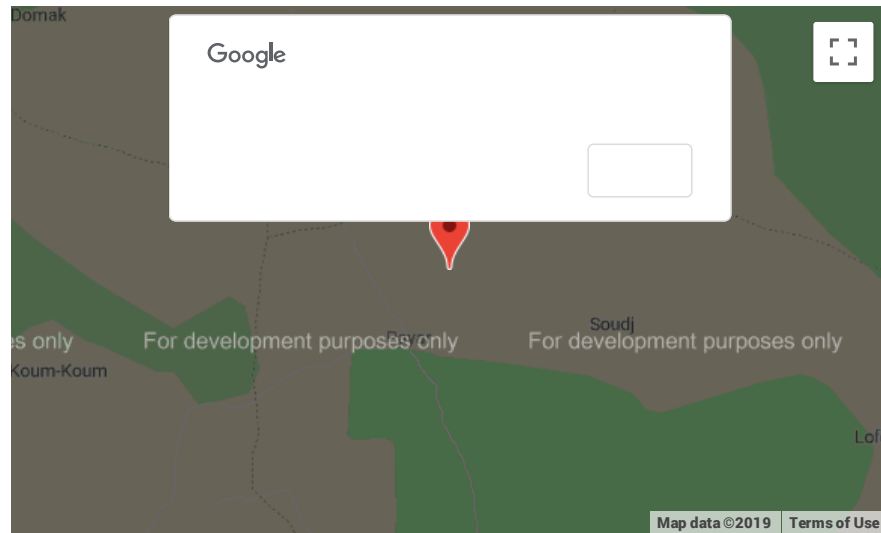 Domak
Google
Soudj
s only
For development purposes only
For development purposes only
Koum-Koum
Lof
Map data ©2019
Terms of Use